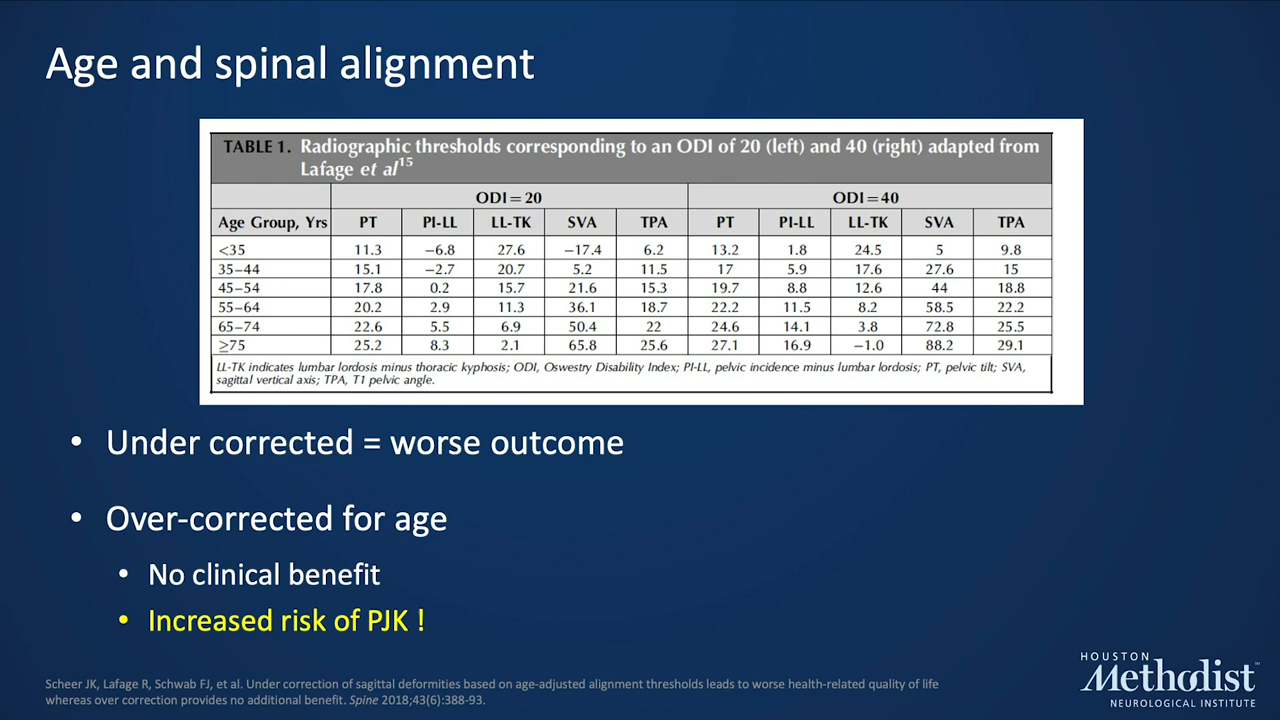 Age and spinal alignment
TABLE 1. Radiographic thresholds corresponding to an ODI of 20 (left) and 40 (right) adapted from
Lafage et al15
ODI=20 ODI=40
Age Group, Yrs PT PI-LL LL-TK SVA TPA PT PI-LL LL-TK SVA TPA
<35 11.3 −6.8 27.6 −17.4 6.2 13.2 1.8 24.5 5 9.8
35–44 15.1 −2.7 20.7 5.2 11.5 17 5.9 17.6 27.6 15
45–54 17.8 0.2 15.7 21.6 15.3 19.7 8.8 12.6 44 18.8
55–64 20.2 2.9 11.3 36.1 18.7 22.2 11.5 8.2 58.5 22.2
65–74 22.6 5.5 6.9 50.4 22 24.6 14.1 3.8 72.8 25.5
≥75 25.2 8.3 2.1 65.8 25.6 27.1 16.9 −1.0 88.2 29.1
LL-TK indicates lumbar lordosis minus thoracic kyphosis; ODI, Oswestry Disability Index; PI-LL, pelvic incidence minus lumbar lordosis; PT, pelvic tilt; SVA,
sagittal vertical axis; TPA, T1 pelvic angle.
• Under corrected = worse outcome
• Over-corrected for age
• No clinical benefit
• Increased risk of PJK !
Scheer JK, Lafage R, Schwab FJ, et al. Under correction of sagittal deformities based on age-adjusted alignment thresholds leads to worse health-related quality of life
whereas over correction provides no additional benefit. Spine 2018;43(6):388-93.
HOUSTON
Methodist
NEUROLOGICAL INSTITUTE